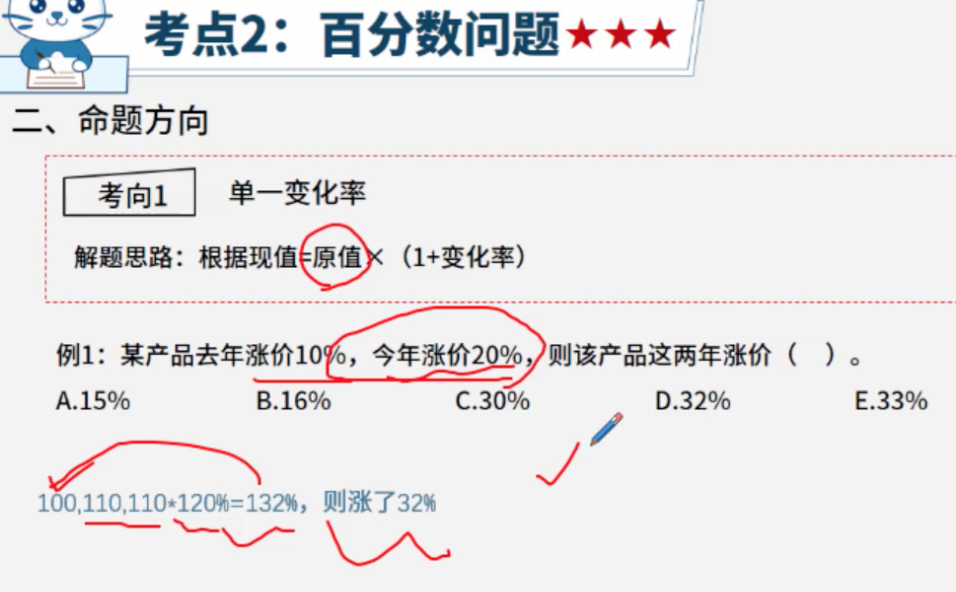 考点2：百分数问题★★★
二、命题方向
考向1 单一变化率
解题思路：根据现值=原值×（1+变化率）
例1：某产品去年涨价10%，今年涨价20%，则该产品这两年涨价（ ）。
A.15% B.16% C.30% D.32% E.33%
100,110,110*120%=132%，则涨了32%